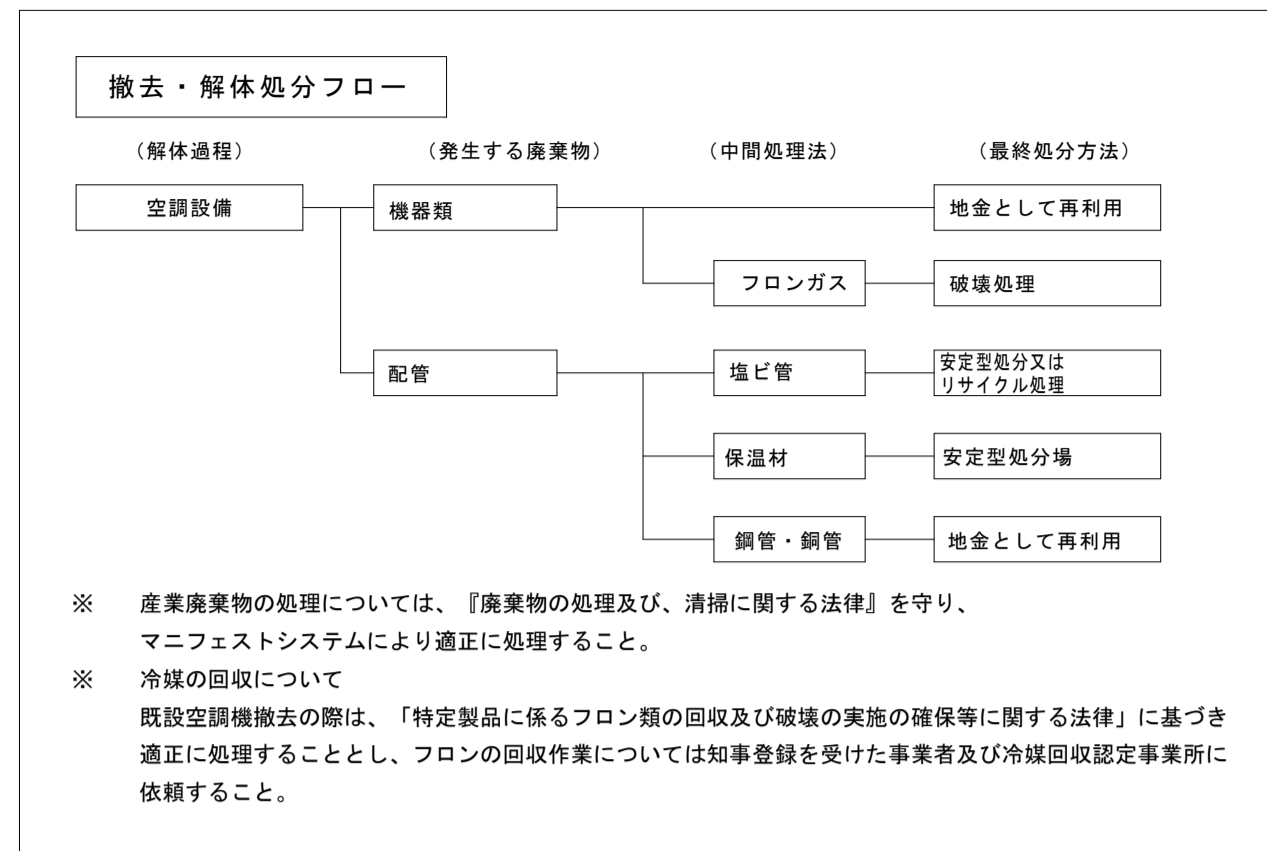 撤去・解体処分フロー
（解体過程）
（発生する廃棄物）
（中間処理法）
（最終処分方法）
空調設備
機器類
地金として再利用
フロンガス
破壊処理
配管
塩ビ管
安定型処分又は
リサイクル処理
保温材
安定型処分場
鋼管・銅管
地金として再利用
※　産業廃棄物の処理については、『廃棄物の処理及び、清掃に関する法律』を守り、
マニフェストシステムにより適正に処理すること。
※　冷媒の回収について
既設空調機撤去の際は、「特定製品に係るフロン類の回収及び破壊の実施の確保等に関する法律」に基づき
適正に処理することとし、フロンの回収作業については知事登録を受けた事業者及び冷媒回収認定事業所に
依頼すること。